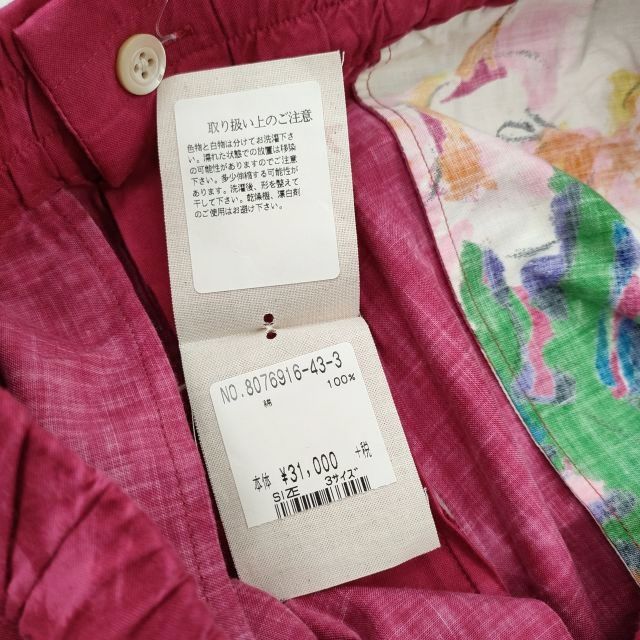 取り扱い上のご注意
色物と白物は分けてお洗濯下さ
い。濡れた状態での放置は移染
の可能性がありますのでご注意
下さい。多少伸縮する可能性が
あります。洗濯後、形を整えて
干して下さい。乾燥機、漂白剤
のご使用はお避け下さい。
NO.8076916-43-3
綿 100%
本体 ¥31,000 +税
SIZE 3サイズ